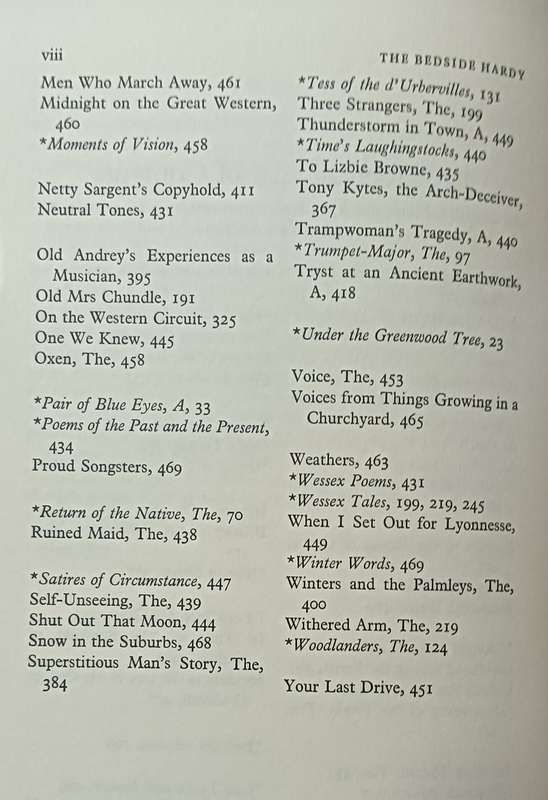 viii
THE BEDSIDE HARDY
Men Who March Away, 461
Midnight on the Great Western,
460
*Moments of Vision, 458
Netty Sargent's Copyhold, 411
Neutral Tones, 431
Old Andrey's Experiences as a
Musician, 395
Old Mrs Chundle, 191
On the Western Circuit, 325
One We Knew, 445
Oxen, The, 458
*Pair of Blue Eyes, A, 33
*Poems of the Past and the Present,
434
Proud Songsters, 469
*Return of the Native, The, 70
Ruined Maid, The, 438
*Satires of Circumstance, 447
Self-Unseeing, The, 439
Shut Out That Moon, 444
Snow in the Suburbs, 468
Superstitious Man's Story, The,
384
*Tess of the d'Urbervilles, 131
Three Strangers, The, 199
Thunderstorm in Town, A, 449
*Time's Laughingstocks, 440
To Lizbie Browne, 435
Tony Kytes, the Arch-Deceiver,
367
Trampwoman's Tragedy, A, 440
*Trumpet-Major, The, 97
Tryst at an Ancient Earthwork,
A, 418
*Under the Greenwood Tree, 23
Voice, The, 453
Voices from Things Growing in a
Churchyard, 465
Weathers, 463
*Wessex Poems, 431
*Wessex Tales, 199, 219, 245
When I Set Out for Lyonnesse,
449
*Winter Words, 469
Winters and the Palmleys, The,
400
Withered Arm, The, 219
*Woodlanders, The, 124
Your Last Drive, 451